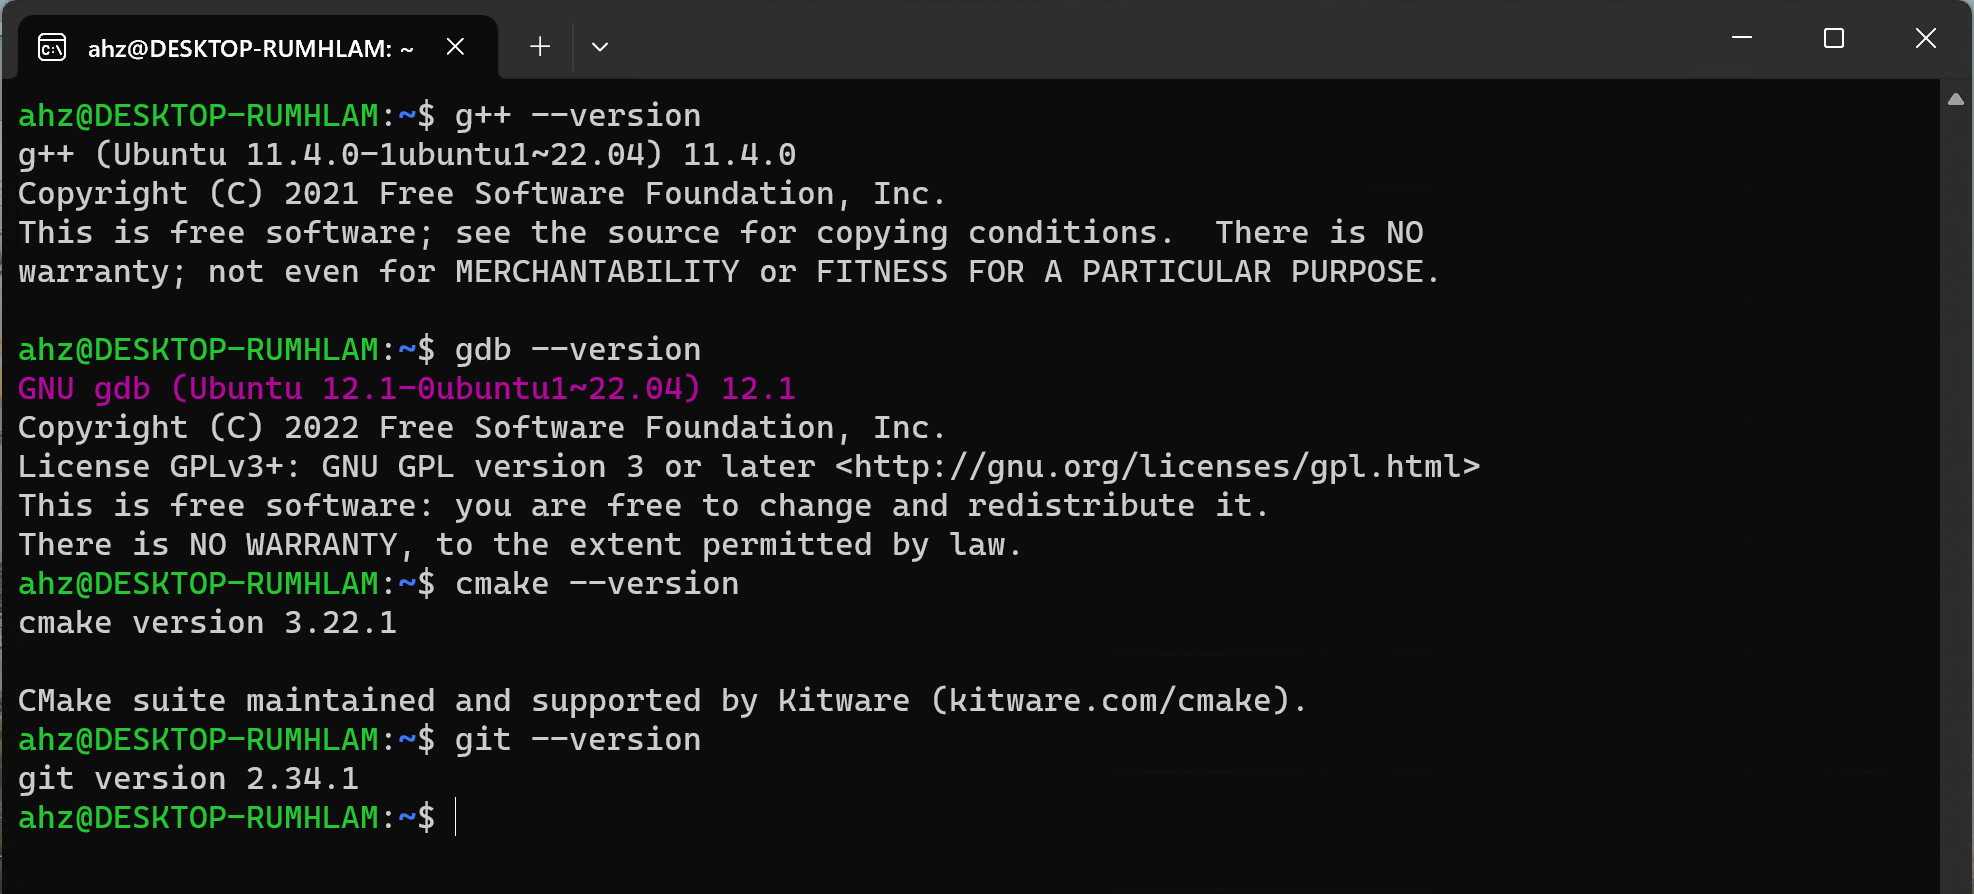 ahz@DESKTOP-RUMHLAM: ~
ahz@DESKTOP-RUMHLAM:~$ g++ --version
g++ (Ubuntu 11.4.0-1ubuntu1~22.04) 11.4.0
Copyright (C) 2021 Free Software Foundation, Inc.
This is free software; see the source for copying conditions.  There is NO
warranty; not even for MERCHANTABILITY or FITNESS FOR A PARTICULAR PURPOSE.
ahz@DESKTOP-RUMHLAM:~$ gdb --version
GNU gdb (Ubuntu 12.1-0ubuntu1~22.04) 12.1
Copyright (C) 2022 Free Software Foundation, Inc.
License GPLv3+: GNU GPL version 3 or later <http://gnu.org/licenses/gpl.html>
This is free software: you are free to change and redistribute it.
There is NO WARRANTY, to the extent permitted by law.
ahz@DESKTOP-RUMHLAM:~$ cmake --version
cmake version 3.22.1
CMake suite maintained and supported by Kitware (kitware.com/cmake).
ahz@DESKTOP-RUMHLAM:~$ git --version
git version 2.34.1
ahz@DESKTOP-RUMHLAM:~$